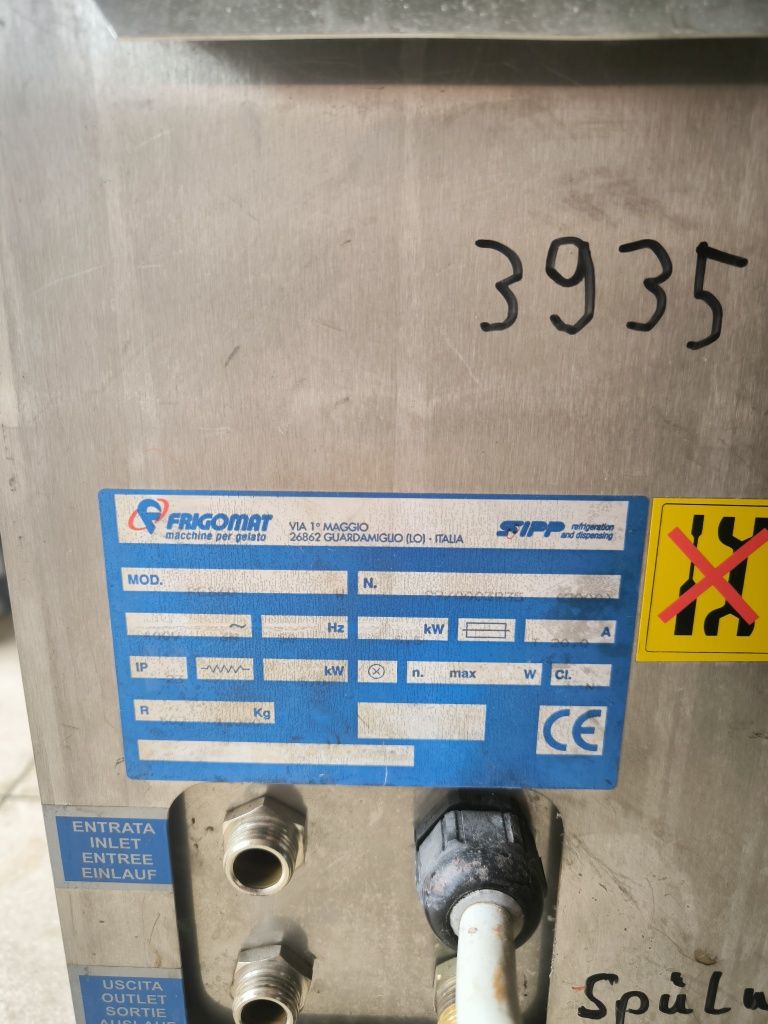 3935
FRIGOMAT
macchine per gelato
VIA 1° MAGGIO
26862 GUARDAMIGLIO (LO) · ITALIA
SIPP refrigeration
and dispensing
MOD. N.
~ Hz kW A
IP kW n. max W Cl.
R Kg
CE
ENTRATA
INLET
ENTREE
EINLAUF
USCITA
OUTLET
SORTIE